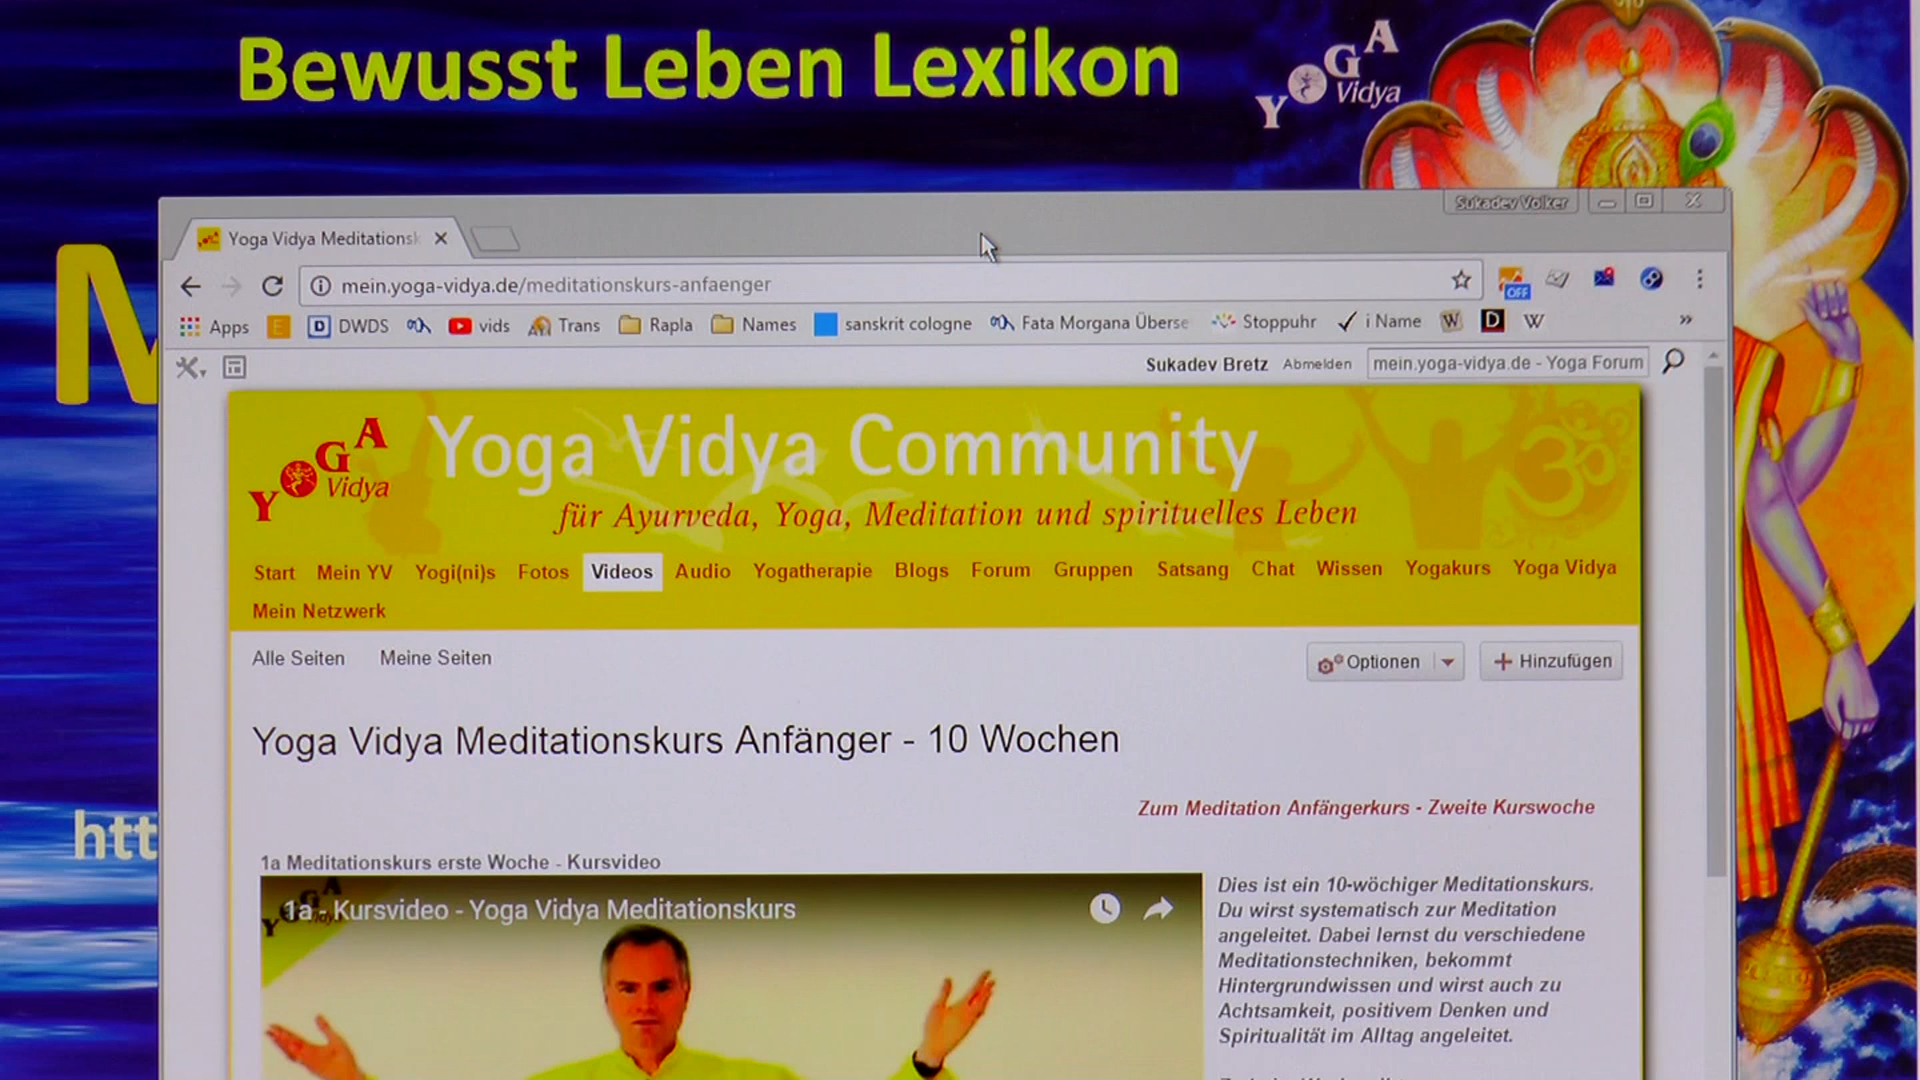 Bewusst Leben Lexikon
YOGA Vidya
M
Sukadev Volker
Yoga Vidya Meditationsk
mein.yoga-vidya.de/meditationskurs-anfaenger
OFF
Apps E D DWDS vids Trans Rapla Names sanskrit cologne Fata Morgana Überse Stoppuhr i Name W D W »
Sukadev Bretz Abmelden mein.yoga-vidya.de - Yoga Forum
YOGA Vidya
Yoga Vidya Community
für Ayurveda, Yoga, Meditation und spirituelles Leben
Start Mein YV Yogi(ni)s Fotos Videos Audio Yogatherapie Blogs Forum Gruppen Satsang Chat Wissen Yogakurs Yoga Vidya
Mein Netzwerk
Alle Seiten Meine Seiten Optionen Hinzufügen
Yoga Vidya Meditationskurs Anfänger - 10 Wochen
Zum Meditation Anfängerkurs - Zweite Kurswoche
htt
1a Meditationskurs erste Woche - Kursvideo
YOGA
1a - Kursvideo - Yoga Vidya Meditationskurs
Dies ist ein 10-wöchiger Meditationskurs.
Du wirst systematisch zur Meditation
angeleitet. Dabei lernst du verschiedene
Meditationstechniken, bekommt
Hintergrundwissen und wirst auch zu
Achtsamkeit, positivem Denken und
Spiritualität im Alltag angeleitet.